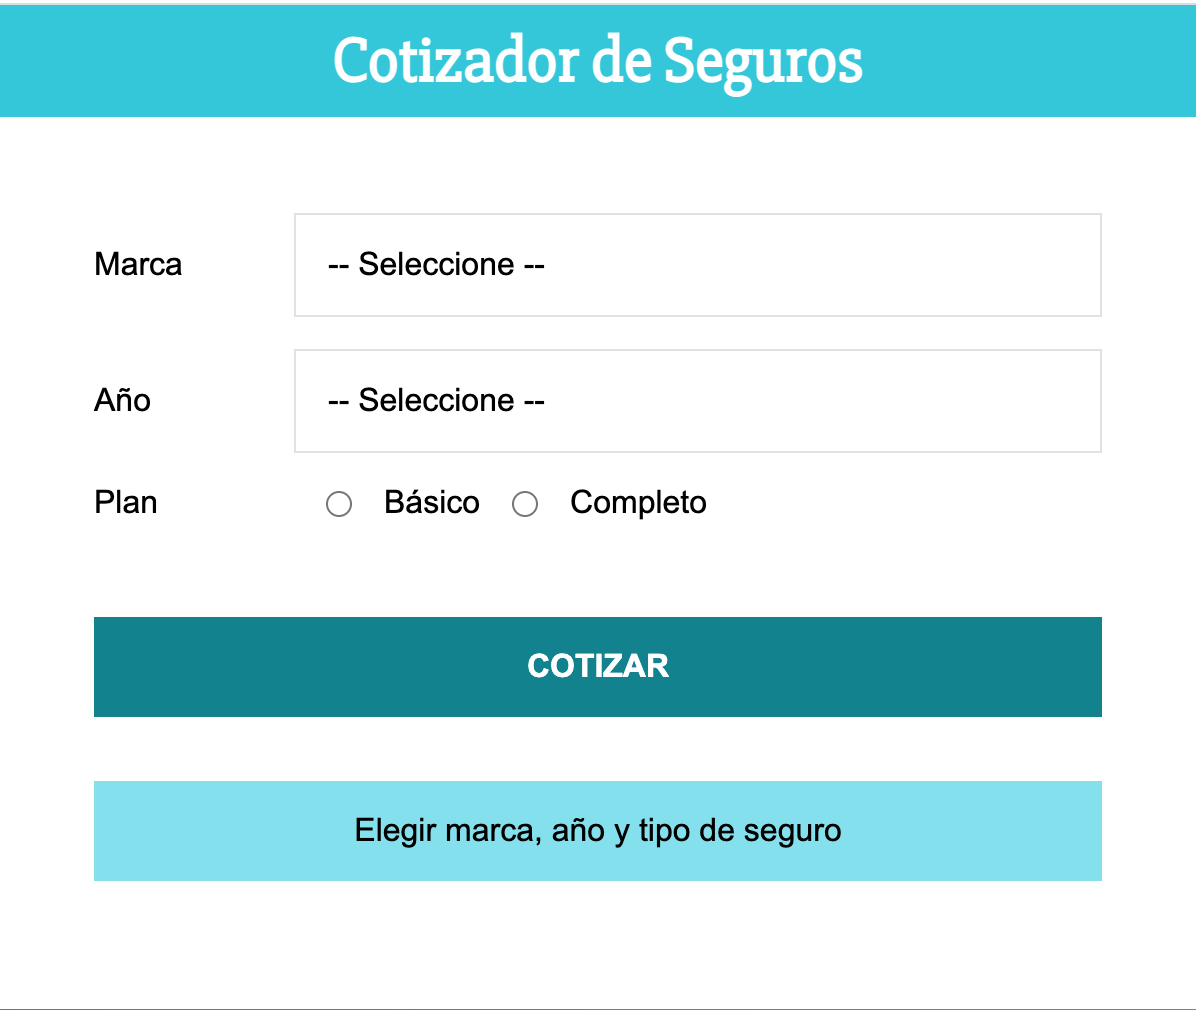 Cotizador de Seguros
Marca
-- Seleccione --
Año
-- Seleccione --
Plan Básico Completo
COTIZAR
Elegir marca, año y tipo de seguro